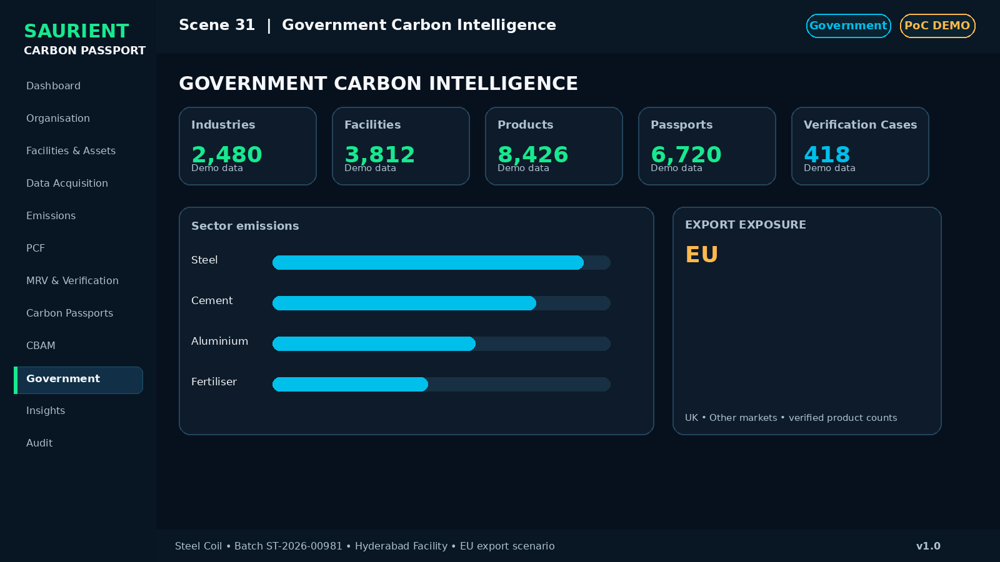 SAURIENT
CARBON PASSPORT
Dashboard
Organisation
Facilities & Assets
Data Acquisition
Emissions
PCF
MRV & Verification
Carbon Passports
CBAM
Government
Insights
Audit
Scene 31 | Government Carbon Intelligence
Government
PoC DEMO
GOVERNMENT CARBON INTELLIGENCE
Industries
2,480
Demo data
Facilities
3,812
Demo data
Products
8,426
Demo data
Passports
6,720
Demo data
Verification Cases
418
Demo data
Sector emissions
Steel
Cement
Aluminium
Fertiliser
EXPORT EXPOSURE
EU
UK • Other markets • verified product counts
Steel Coil • Batch ST-2026-00981 • Hyderabad Facility • EU export scenario
v1.0